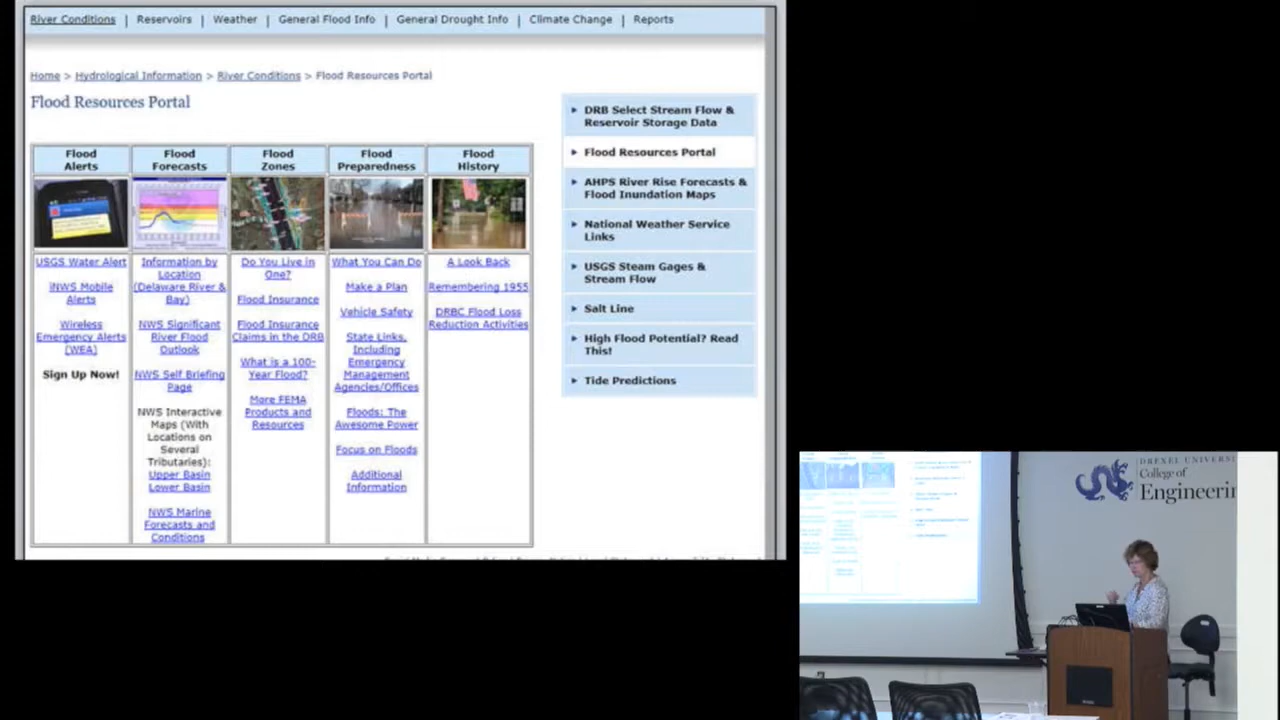 River Conditions | Reservoirs | Weather | General Flood Info | General Drought Info | Climate Change | Reports
Home > Hydrological Information > River Conditions > Flood Resources Portal
Flood Resources Portal
Flood
Alerts
USGS Water Alert
iNWS Mobile
Alerts
Wireless
Emergency Alerts
(WEA)
Sign Up Now!
Flood
Forecasts
Information by
Location
(Delaware River &
Bay)
NWS Significant
River Flood
Outlook
NWS Self Briefing
Page
NWS Interactive
Maps (With
Locations on
Several
Tributaries):
Upper Basin
Lower Basin
NWS Marine
Forecasts and
Conditions
Flood
Zones
Do You Live in
One?
Flood Insurance
Flood Insurance
Claims in the DRB
What is a 100-
Year Flood?
More FEMA
Products and
Resources
Flood
Preparedness
What You Can Do
Make a Plan
Vehicle Safety
State Links,
Including
Emergency
Management
Agencies/Offices
Floods: The
Awesome Power
Focus on Floods
Additional
Information
Flood
History
A Look Back
Remembering 1955
DRBC Flood Loss
Reduction Activities
DRB Select Stream Flow &
Reservoir Storage Data
Flood Resources Portal
AHPS River Rise Forecasts &
Flood Inundation Maps
National Weather Service
Links
USGS Steam Gages &
Stream Flow
Salt Line
High Flood Potential? Read
This!
Tide Predictions
DREXEL UNIVERS
College of
Engineerin